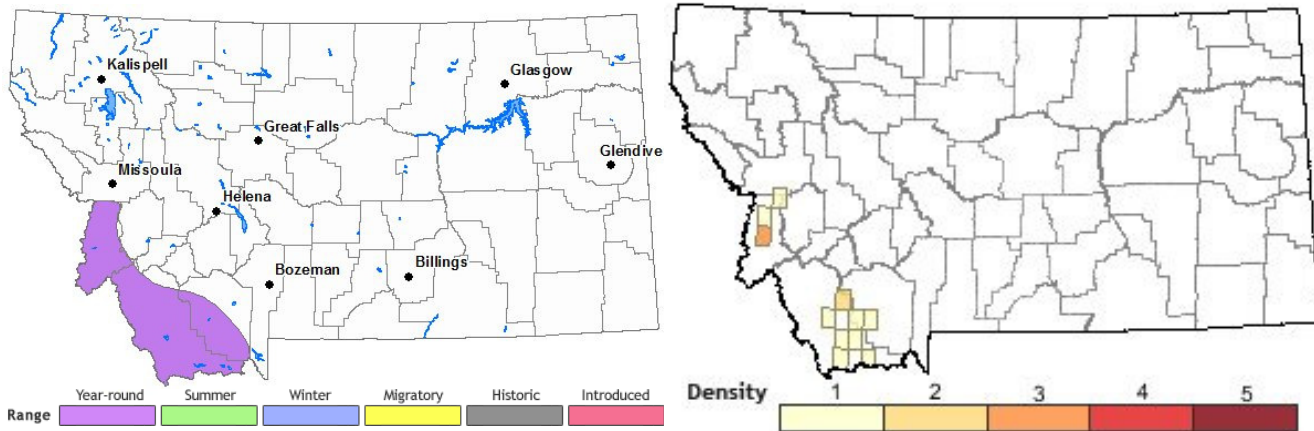 Kalispell
Glasgow
Great Falls
Glendive
Missoula
Helena
Bozeman
Billings
Range Year-round Summer Winter Migratory Historic Introduced
Density 1 2 3 4 5